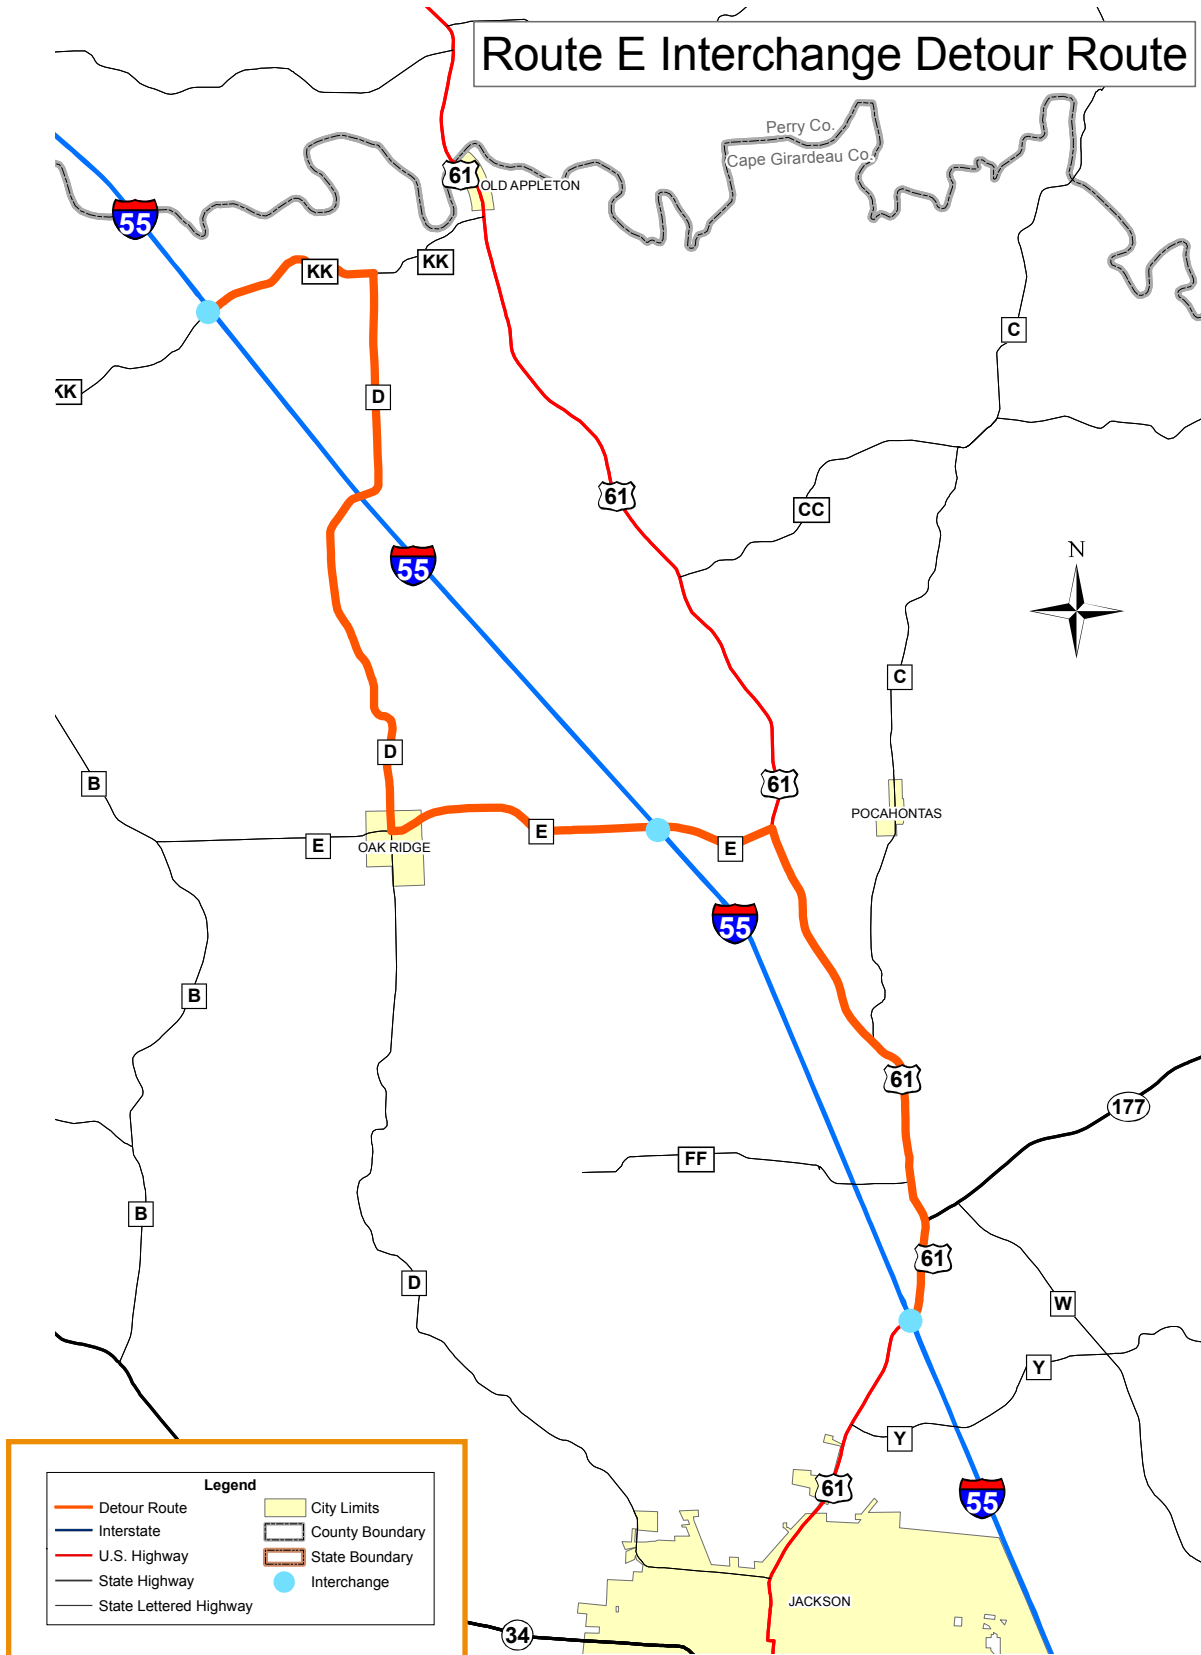 Route E Interchange Detour Route
Perry Co.
Cape Girardeau Co.
61
OLD APPLETON
55
KK
KK
C
KK
D
61
CC
N
55
C
D
61
B
POCAHONTAS
E
E
OAK RIDGE
E
55
B
61
177
FF
B
61
D
W
Y
Y
61
55
Legend
Detour Route
City Limits
Interstate
County Boundary
U.S. Highway
State Boundary
State Highway
Interchange
State Lettered Highway
JACKSON
34